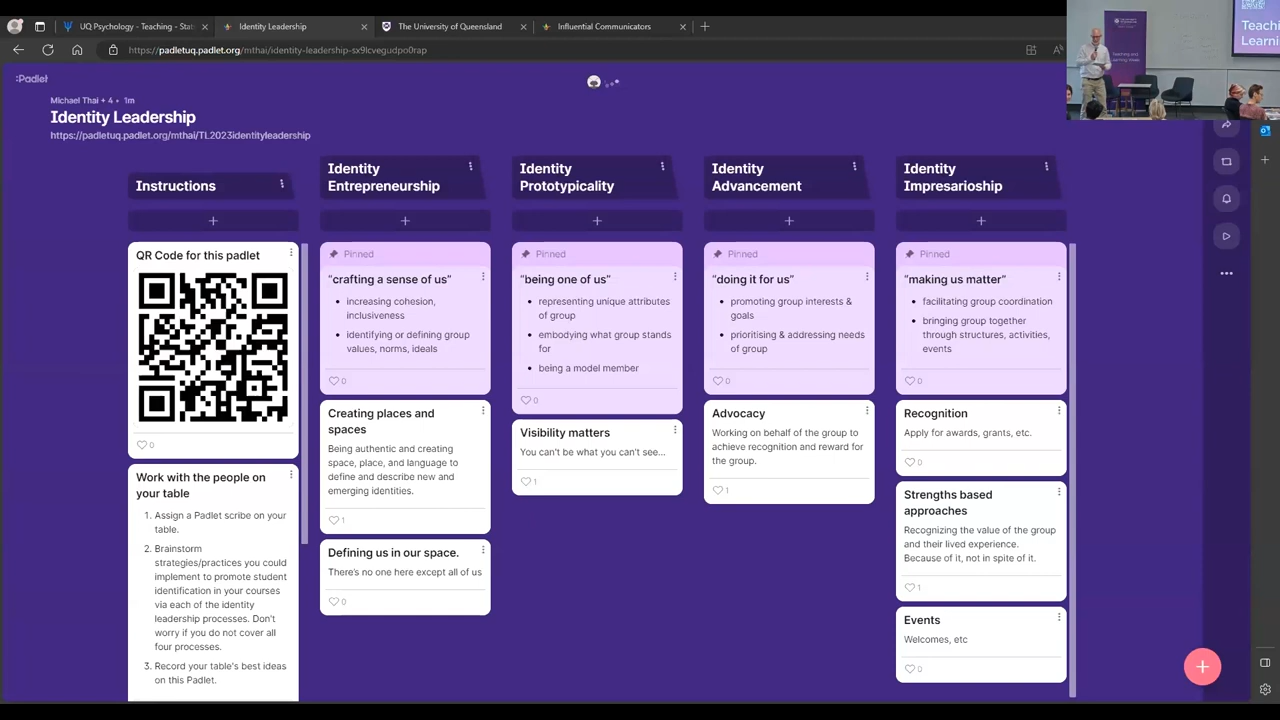 UQ Psychology - Teaching - Stat
Identity Leadership
The University of Queensland
Influential Communicators
https://padletuq.padlet.org/mthai/identity-leadership-sx9lcvegudpo0rap
:Padlet
Michael Thai + 4 • 1m
Identity Leadership
https://padletuq.padlet.org/mthai/TL2023identityleadership
Instructions
QR Code for this padlet
0
Work with the people on
your table
1. Assign a Padlet scribe on your
table.
2. Brainstorm
strategies/practices you could
implement to promote student
identification in your courses
via each of the identity
leadership processes. Don't
worry if you do not cover all
four processes.
3. Record your table's best ideas
on this Padlet.
Identity
Entrepreneurship
Pinned
“crafting a sense of us”
• increasing cohesion,
inclusiveness
• identifying or defining group
values, norms, ideals
0
Creating places and
spaces
Being authentic and creating
space, place, and language to
define and describe new and
emerging identities.
1
Defining us in our space.
There's no one here except all of us
0
Identity
Prototypicality
Pinned
“being one of us”
• representing unique attributes
of group
• embodying what group stands
for
• being a model member
0
Visibility matters
You can't be what you can't see...
1
Identity
Advancement
Pinned
“doing it for us”
• promoting group interests &
goals
• prioritising & addressing needs
of group
0
Advocacy
Working on behalf of the group to
achieve recognition and reward for
the group.
1
Identity
Impresarioship
Pinned
“making us matter”
• facilitating group coordination
• bringing group together
through structures, activities,
events
0
Recognition
Apply for awards, grants, etc.
0
Strengths based
approaches
Recognizing the value of the group
and their lived experience.
Because of it, not in spite of it.
1
Events
Welcomes, etc
0
Teaching and
Learning Week
Teachi
Learni